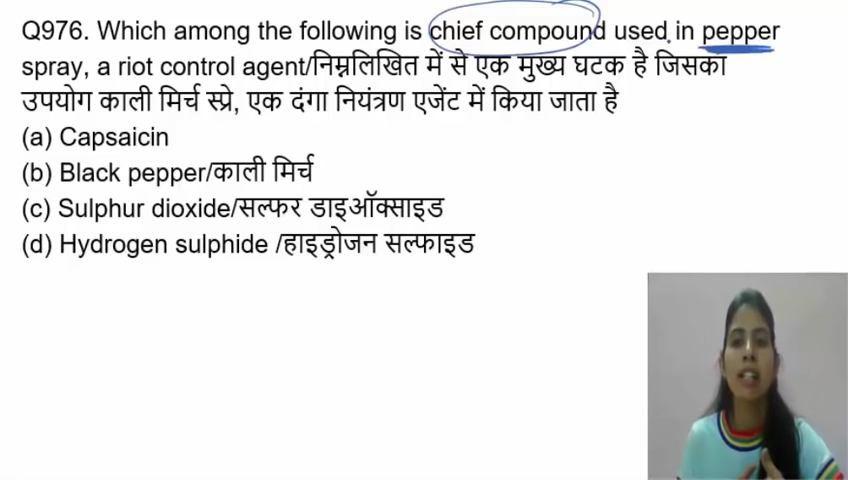 Q976. Which among the following is chief compound used in pepper
spray, a riot control agent/निम्नलिखित में से एक मुख्य घटक है जिसका
उपयोग काली मिर्च स्प्रे, एक दंगा नियंत्रण एजेंट में किया जाता है
(a) Capsaicin
(b) Black pepper/काली मिर्च
(c) Sulphur dioxide/सल्फर डाइऑक्साइड
(d) Hydrogen sulphide /हाइड्रोजन सल्फाइड